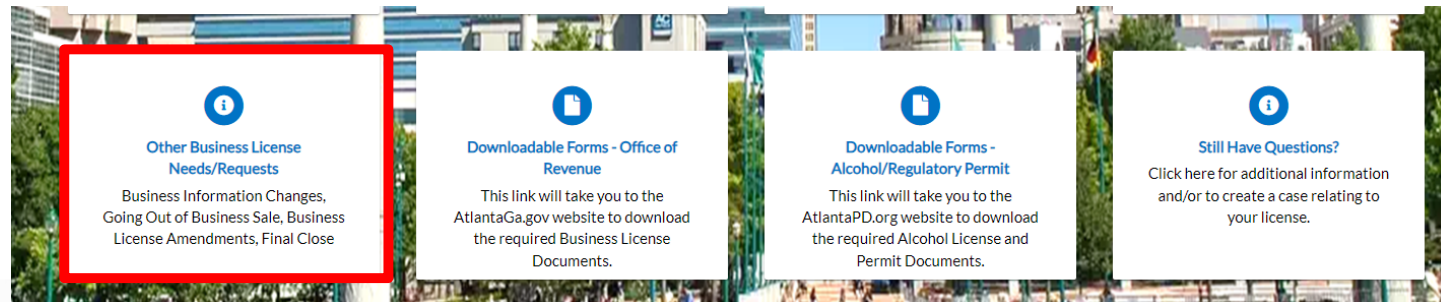 AC
Other Business License
Needs/Requests
Business Information Changes,
Going Out of Business Sale, Business
License Amendments, Final Close
Downloadable Forms - Office of
Revenue
This link will take you to the
AtlantaGa.gov website to download
the required Business License
Documents.
Downloadable Forms -
Alcohol/Regulatory Permit
This link will take you to the
AtlantaPD.org website to download
the required Alcohol License and
Permit Documents.
Still Have Questions?
Click here for additional information
and/or to create a case relating to
your license.